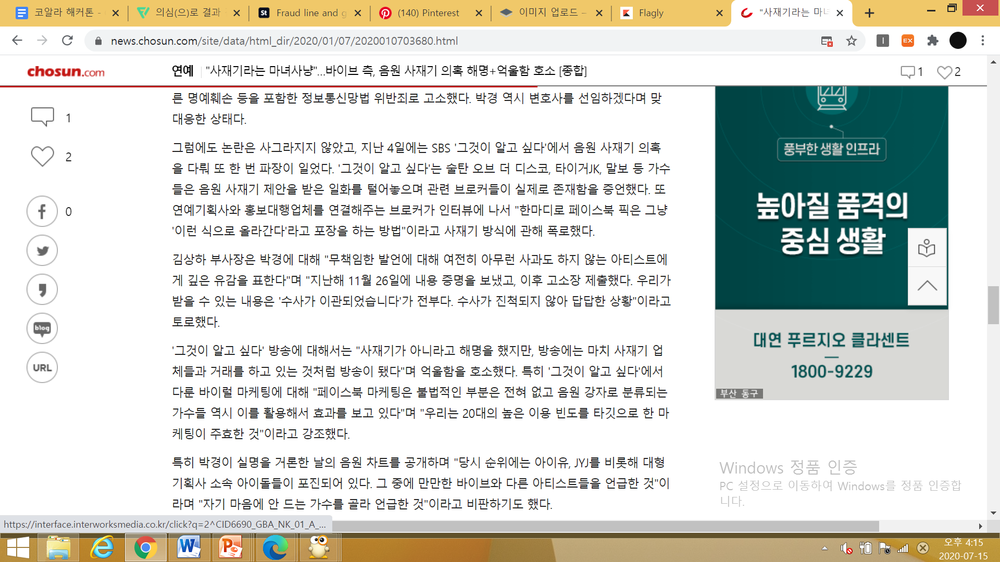 코알라 해커톤 -
의심(으)로 결과
Fraud line and g
(140) Pinterest
이미지 업로드 –
Flagly
"사재기라는 마녀
news.chosun.com/site/data/html_dir/2020/01/07/2020010703680.html
chosun.com
연예 "사재기라는 마녀사냥"...바이브 측, 음원 사재기 의혹 해명+억울함 호소 [종합]
1
2
1
2
0
blog
URL
른 명예훼손 등을 포함한 정보통신망법 위반죄로 고소했다. 박경 역시 변호사를 선임하겠다며 맞
대응한 상태다.
그럼에도 논란은 사그라지지 않았고, 지난 4일에는 SBS '그것이 알고 싶다'에서 음원 사재기 의혹
을 다뤄 또 한 번 파장이 일었다. '그것이 알고 싶다'는 술탄 오브 더 디스코, 타이거JK, 말보 등 가수
들은 음원 사재기 제안을 받은 일화를 털어놓으며 관련 브로커들이 실제로 존재함을 증언했다. 또
연예기획사와 홍보대행업체를 연결해주는 브로커가 인터뷰에 나서 "한마디로 페이스북 픽은 그냥
'이런 식으로 올라간다'라고 포장을 하는 방법"이라고 사재기 방식에 관해 폭로했다.
김상하 부사장은 박경에 대해 "무책임한 발언에 대해 여전히 아무런 사과도 하지 않는 아티스트에
게 깊은 유감을 표한다"며 "지난해 11월 26일에 내용 증명을 보냈고, 이후 고소장 제출했다. 우리가
받을 수 있는 내용은 '수사가 이관되었습니다'가 전부다. 수사가 진척되지 않아 답답한 상황"이라고
토로했다.
'그것이 알고 싶다' 방송에 대해서는 "사재기가 아니라고 해명을 했지만, 방송에는 마치 사재기 업
체들과 거래를 하고 있는 것처럼 방송이 됐다"며 억울함을 호소했다. 특히 '그것이 알고 싶다'에서
다룬 바이럴 마케팅에 대해 "페이스북 마케팅은 불법적인 부분은 전혀 없고 음원 강자로 분류되는
가수들 역시 이를 활용해서 효과를 보고 있다"며 "우리는 20대의 높은 이용 빈도를 타깃으로 한 마
케팅이 주효한 것"이라고 강조했다.
특히 박경이 실명을 거론한 날의 음원 차트를 공개하며 "당시 순위에는 아이유, JYJ를 비롯해 대형
기획사 소속 아이돌들이 포진되어 있다. 그 중에 만만한 바이브와 다른 아티스트들을 언급한 것"이
라며 "자기 마음에 안 드는 가수를 골라 언급한 것"이라고 비판하기도 했다.
풍부한 생활 인프라
높아질 품격의
중심 생활
대연 푸르지오 클라센트
1800-9229
부산 동구
Windows 정품 인증
PC 설정으로 이동하여 Windows를 정품 인증합
니다.
https://interface.interworksmedia.co.kr/click?q=2^CID6690_GBA_NK_01_A_...
오후 4:15
2020-07-15